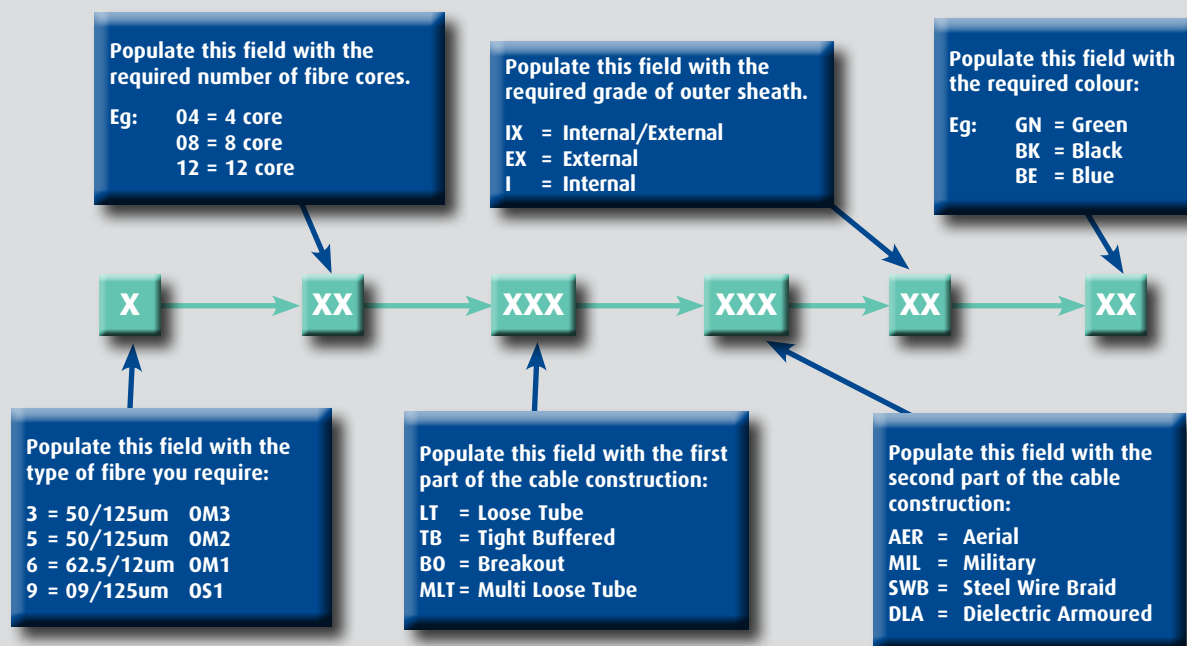 Populate this field with the
required number of fibre cores.
Eg: 04 = 4 core
08 = 8 core
12 = 12 core
Populate this field with the
required grade of outer sheath.
IX = Internal/External
EX = External
I = Internal
Populate this field with
the required colour:
Eg: GN = Green
BK = Black
BE = Blue
X XX XXX XXX XX XX
Populate this field with the
type of fibre you require:
3 = 50/125um OM3
5 = 50/125um OM2
6 = 62.5/12um OM1
9 = 09/125um OS1
Populate this field with the first
part of the cable construction:
LT = Loose Tube
TB = Tight Buffered
BO = Breakout
MLT = Multi Loose Tube
Populate this field with the
second part of the cable
construction:
AER = Aerial
MIL = Military
SWB = Steel Wire Braid
DLA = Dielectric Armoured